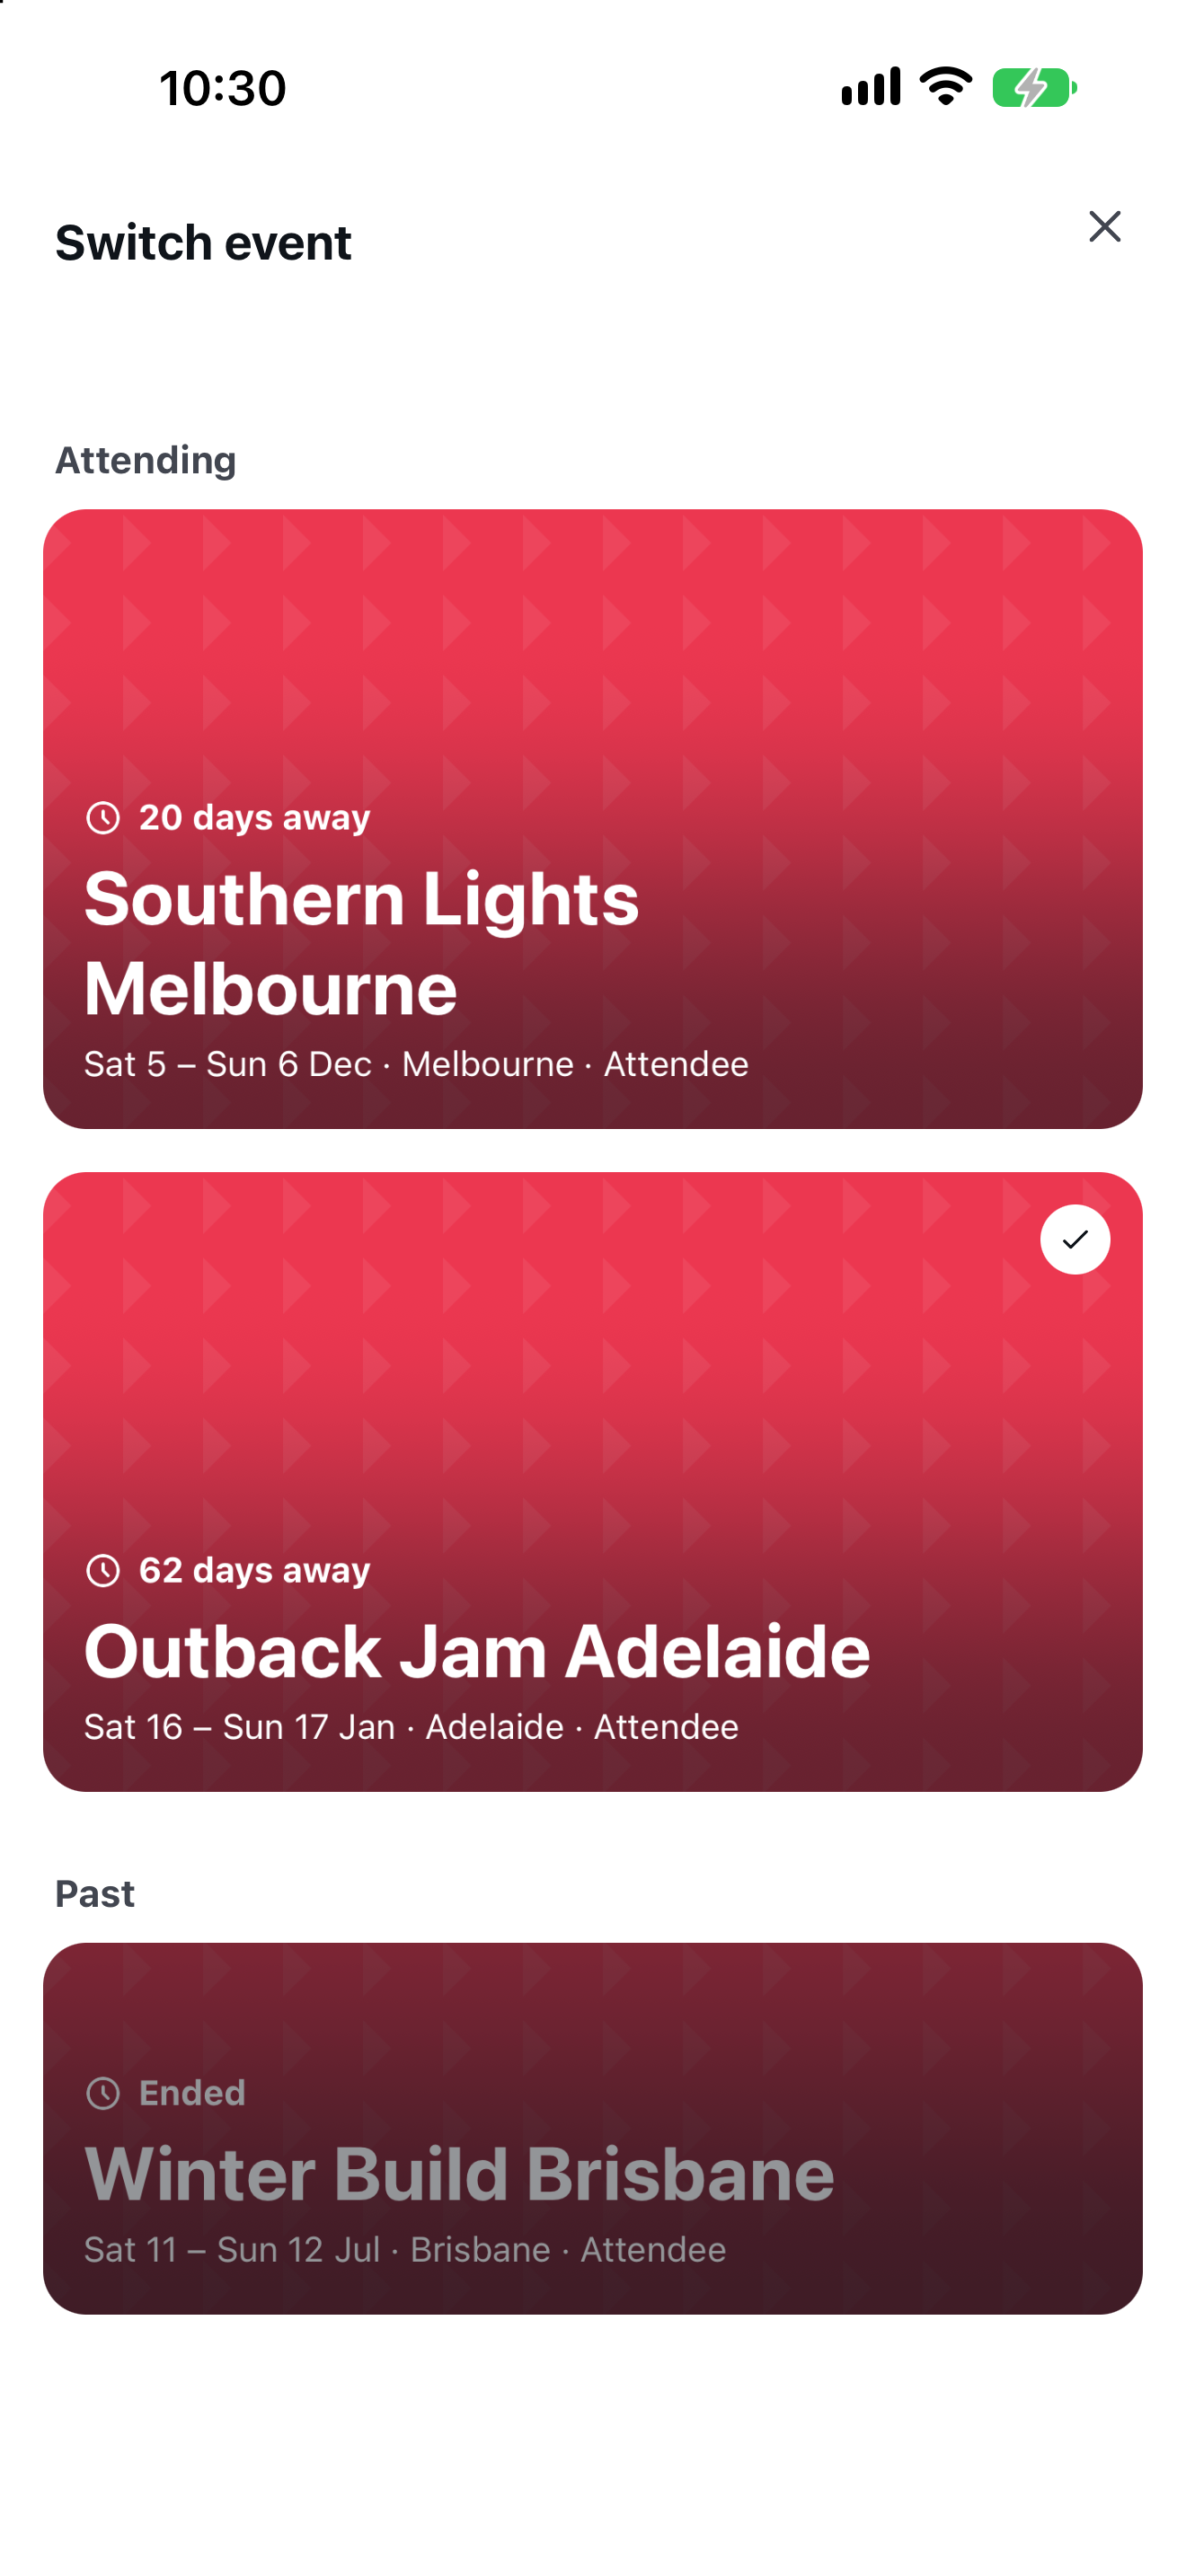 10:30
Switch event
Attending
20 days away
Southern Lights
Melbourne
Sat 5 – Sun 6 Dec · Melbourne · Attendee
62 days away
Outback Jam Adelaide
Sat 16 – Sun 17 Jan · Adelaide · Attendee
Past
Ended
Winter Build Brisbane
Sat 11 – Sun 12 Jul · Brisbane · Attendee